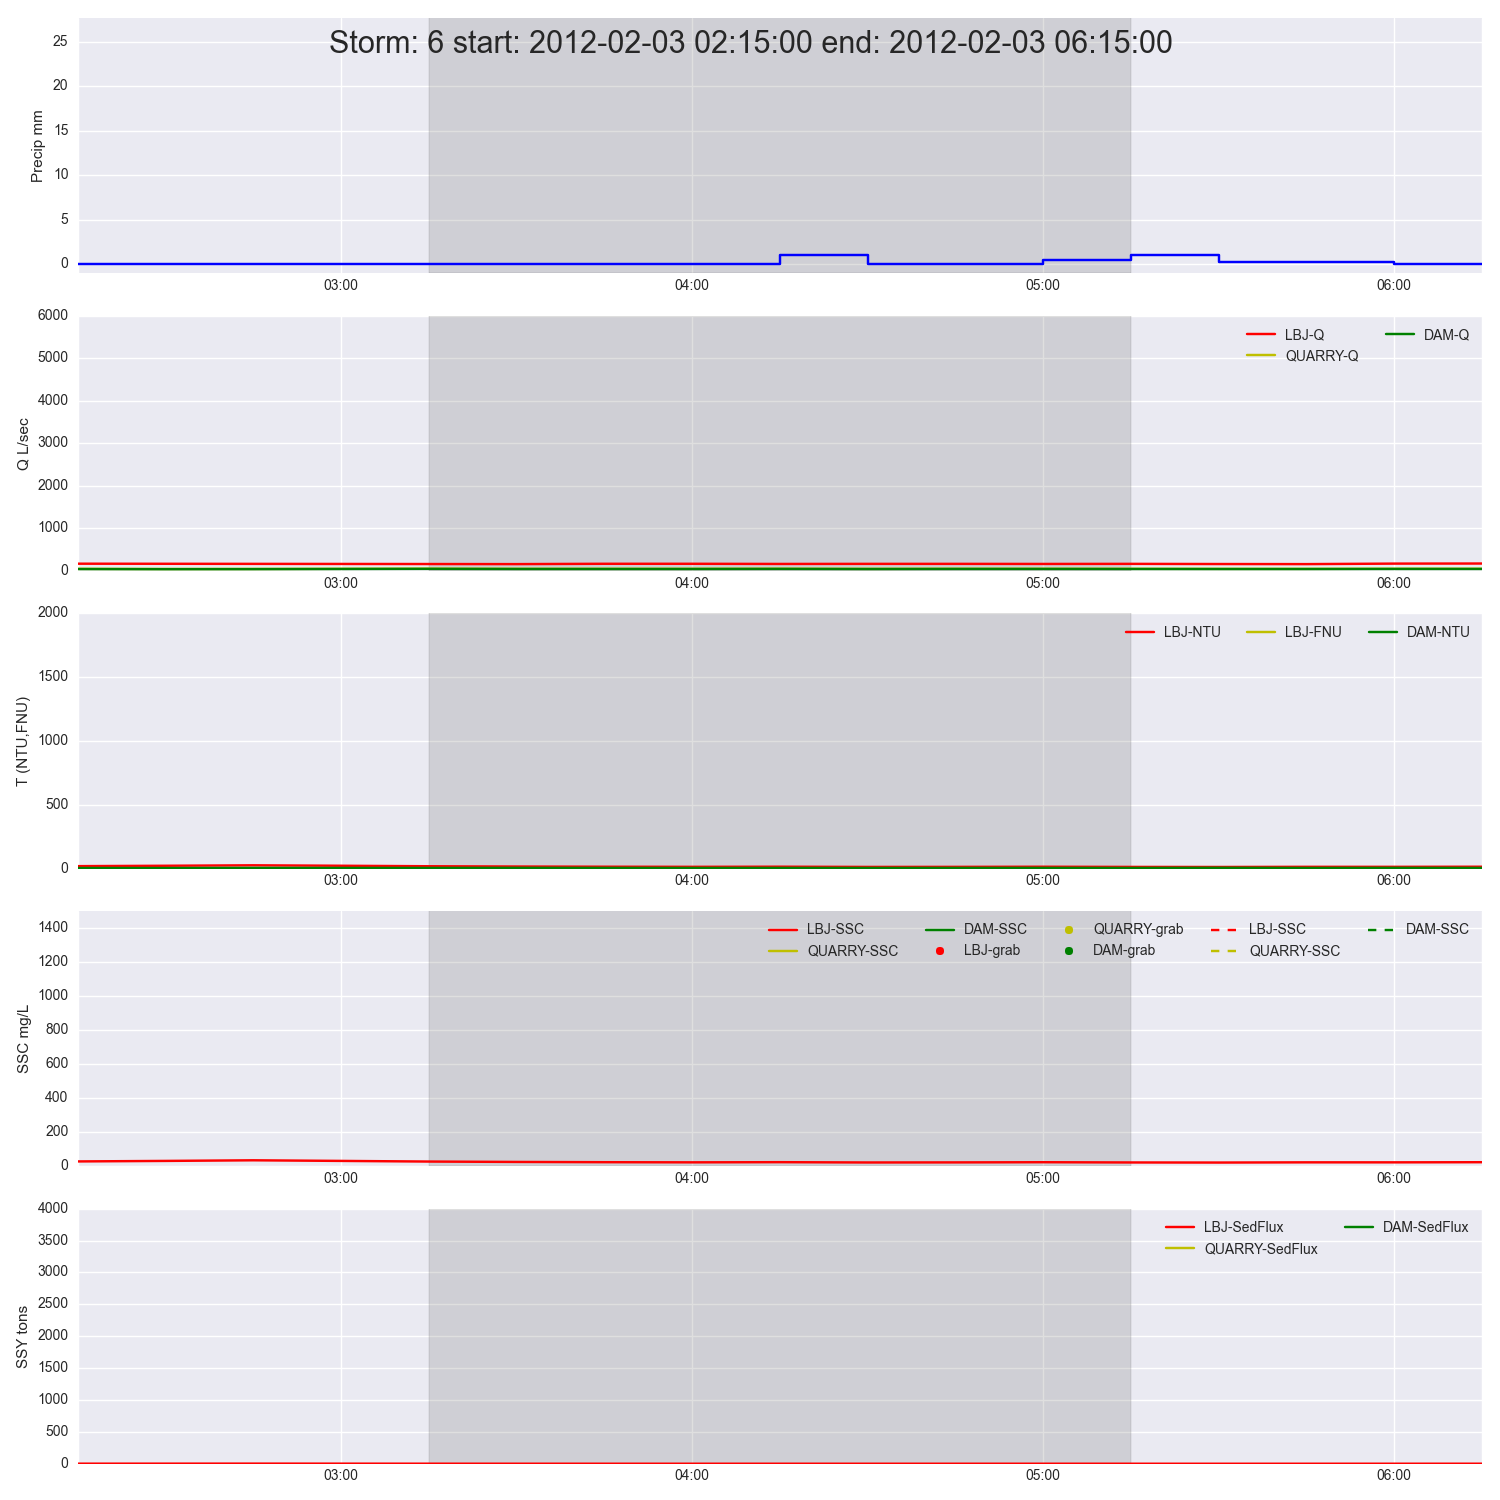 Storm: 6 start: 2012-02-03 02:15:00 end: 2012-02-03 06:15:00
25
20
15
10
5
0
Precip mm
03:00 04:00 05:00 06:00
6000
5000
4000
3000
2000
1000
0
Q L/sec
LBJ-Q DAM-Q
QUARRY-Q
03:00 04:00 05:00 06:00
2000
1500
1000
500
0
T (NTU,FNU)
LBJ-NTU LBJ-FNU DAM-NTU
03:00 04:00 05:00 06:00
1400
1200
1000
800
600
400
200
0
SSC mg/L
LBJ-SSC DAM-SSC QUARRY-grab LBJ-SSC DAM-SSC
QUARRY-SSC LBJ-grab DAM-grab QUARRY-SSC
03:00 04:00 05:00 06:00
4000
3500
3000
2500
2000
1500
1000
500
0
SSY tons
LBJ-SedFlux DAM-SedFlux
QUARRY-SedFlux
03:00 04:00 05:00 06:00